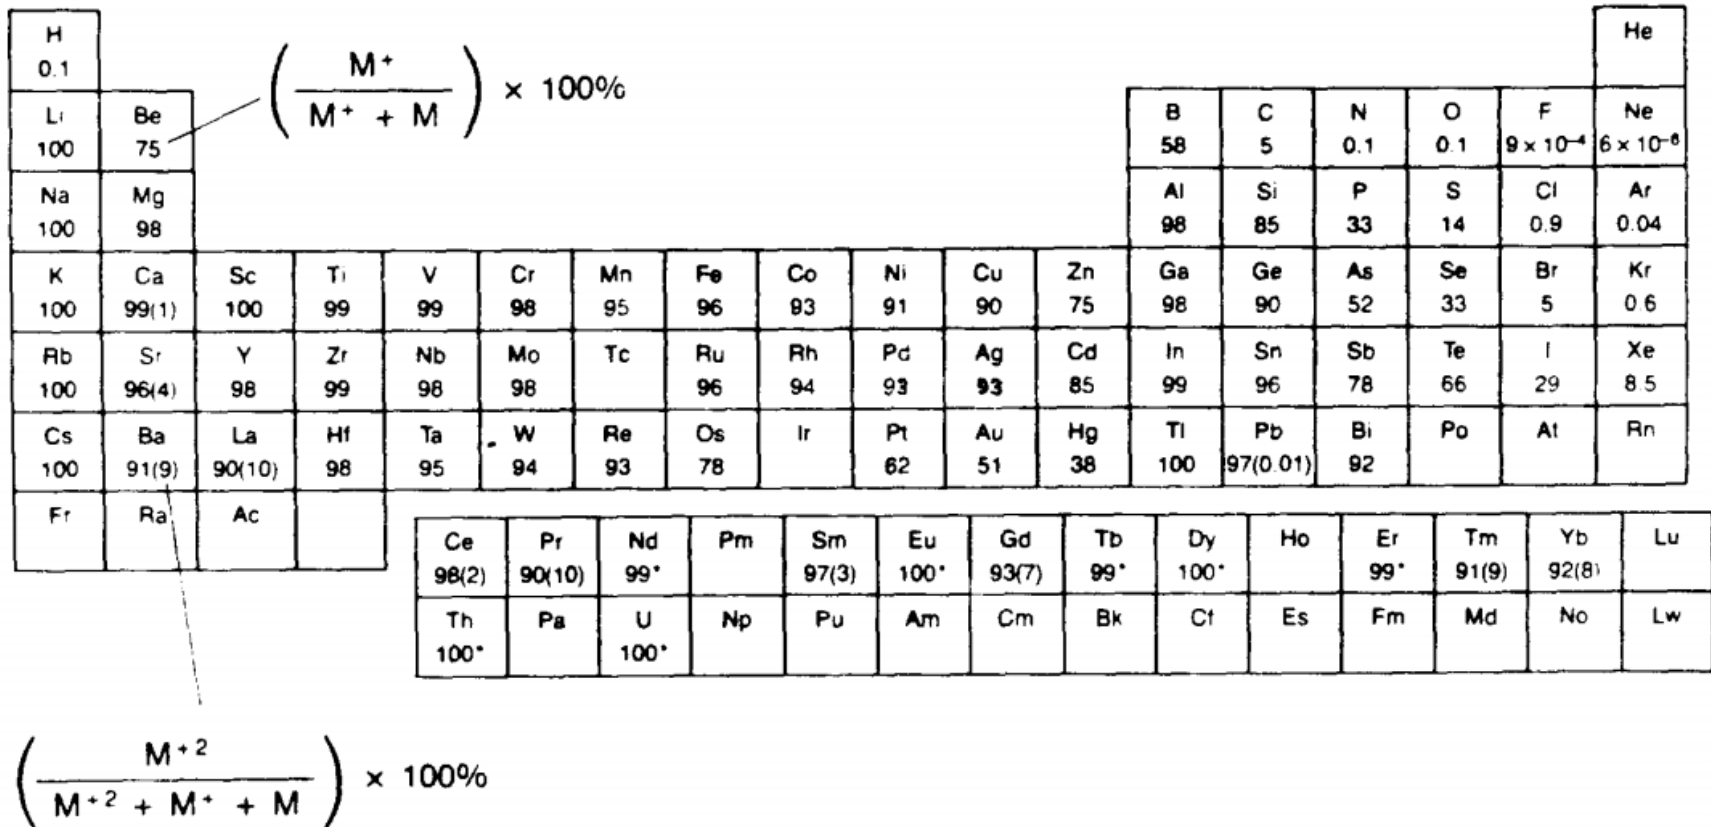 H He
0.1
( M⁺ / M⁺ + M ) × 100%
Li Be B C N O F Ne
100 75 58 5 0.1 0.1 9 × 10⁻⁴ 6 × 10⁻⁶
Na Mg Al Si P S Cl Ar
100 98 98 85 33 14 0.9 0.04
K Ca Sc Ti V Cr Mn Fe Co Ni Cu Zn Ga Ge As Se Br Kr
100 99(1) 100 99 99 98 95 96 93 91 90 75 98 90 52 33 5 0.6
Rb Sr Y Zr Nb Mo Tc Ru Rh Pd Ag Cd In Sn Sb Te I Xe
100 96(4) 98 99 98 98 96 94 93 93 85 99 96 78 66 29 8.5
Cs Ba La Hf Ta W Re Os Ir Pt Au Hg Tl Pb Bi Po At Rn
100 91(9) 90(10) 98 95 94 93 78 62 51 38 100 97(0.01) 92
Fr Ra Ac
Ce Pr Nd Pm Sm Eu Gd Tb Dy Ho Er Tm Yb Lu
98(2) 90(10) 99* 97(3) 100* 93(7) 99* 100* 99* 91(9) 92(8)
Th Pa U Np Pu Am Cm Bk Cf Es Fm Md No Lw
100* 100*
( M⁺² / M⁺² + M⁺ + M ) × 100%